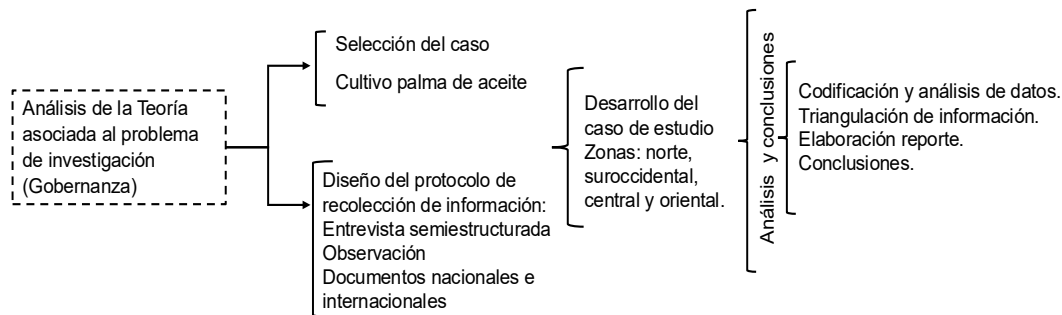 Análisis de la Teoría
asociada al problema
de investigación
(Gobernanza)
Selección del caso
Cultivo palma de aceite
Diseño del protocolo de
recolección de información:
Entrevista semiestructurada
Observación
Documentos nacionales e
internacionales
Desarrollo del
caso de estudio
Zonas: norte,
suroccidental,
central y oriental.
Análisis y conclusiones
Codificación y análisis de datos.
Triangulación de información.
Elaboración reporte.
Conclusiones.